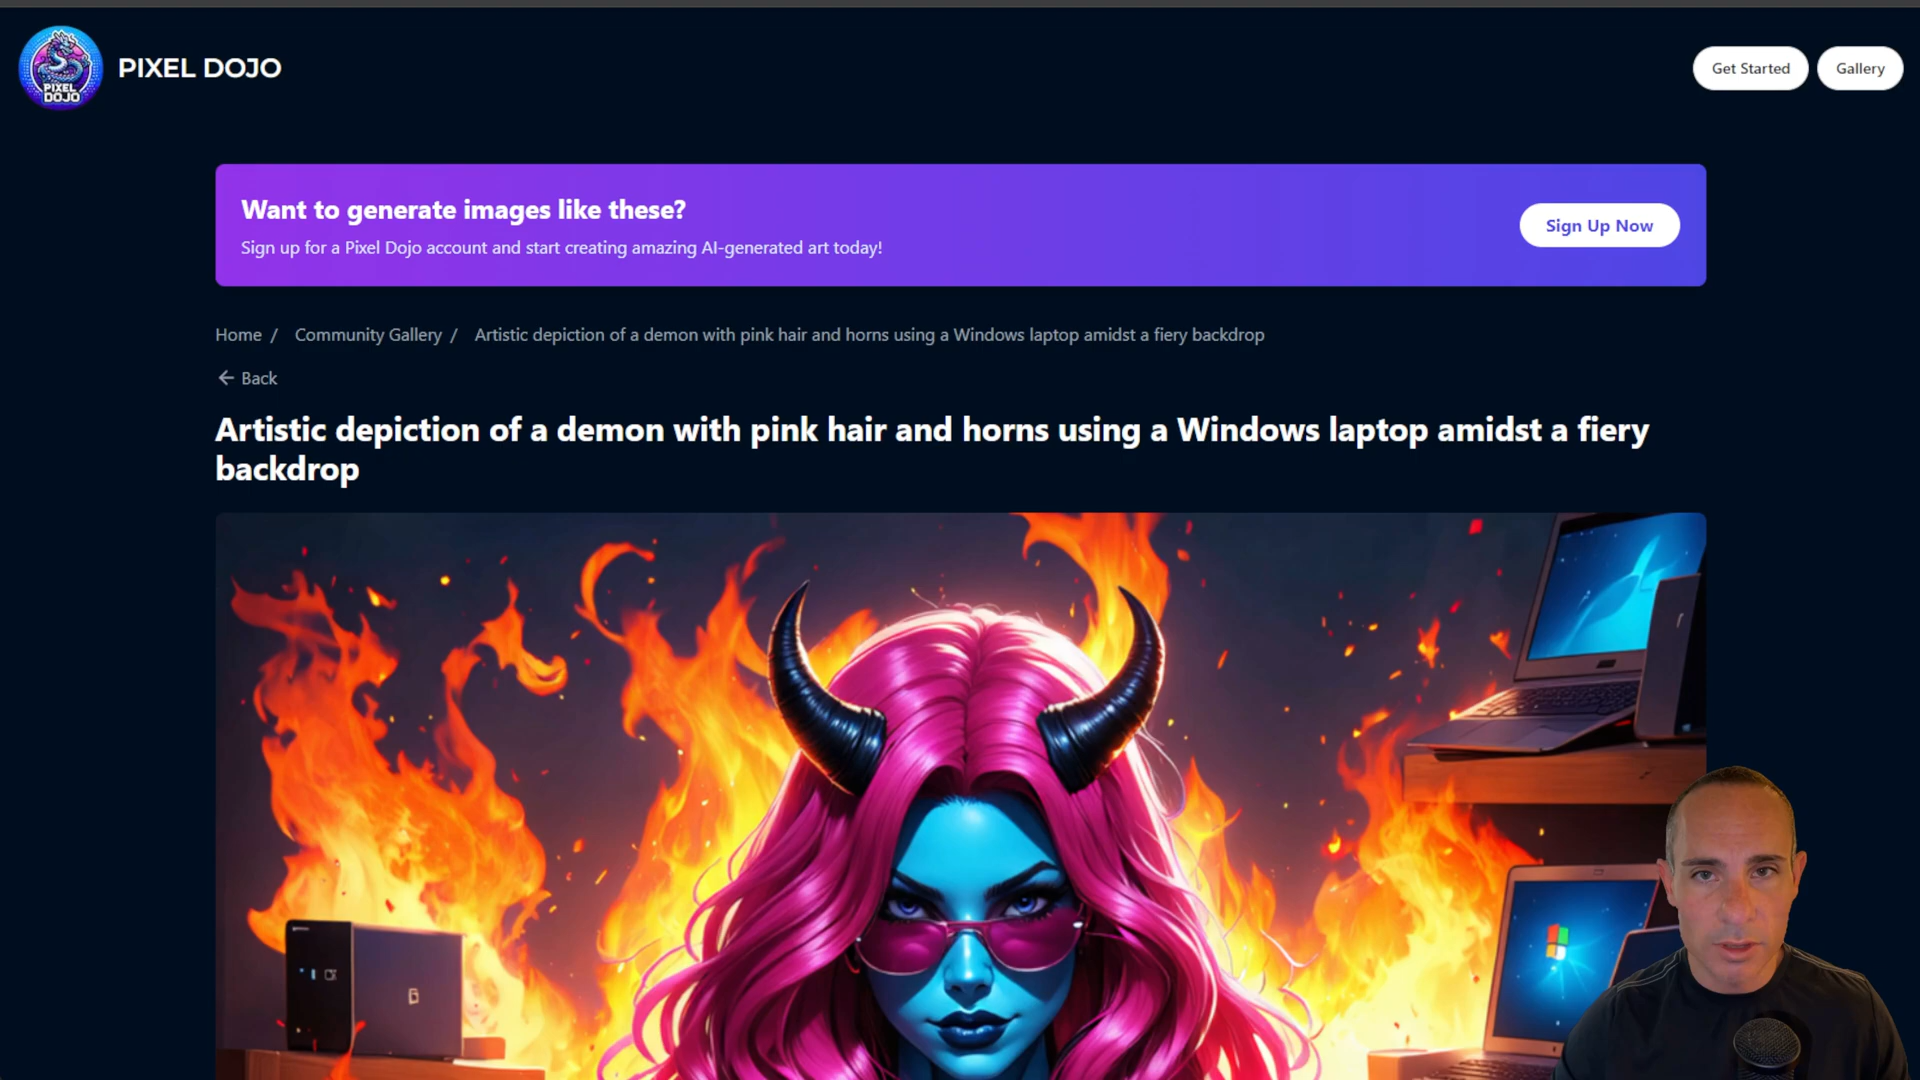 PIXEL DOJO
PIXEL DOJO
Get Started
Gallery
Want to generate images like these?
Sign up for a Pixel Dojo account and start creating amazing AI-generated art today!
Sign Up Now
Home / Community Gallery / Artistic depiction of a demon with pink hair and horns using a Windows laptop amidst a fiery backdrop
← Back
Artistic depiction of a demon with pink hair and horns using a Windows laptop amidst a fiery
backdrop